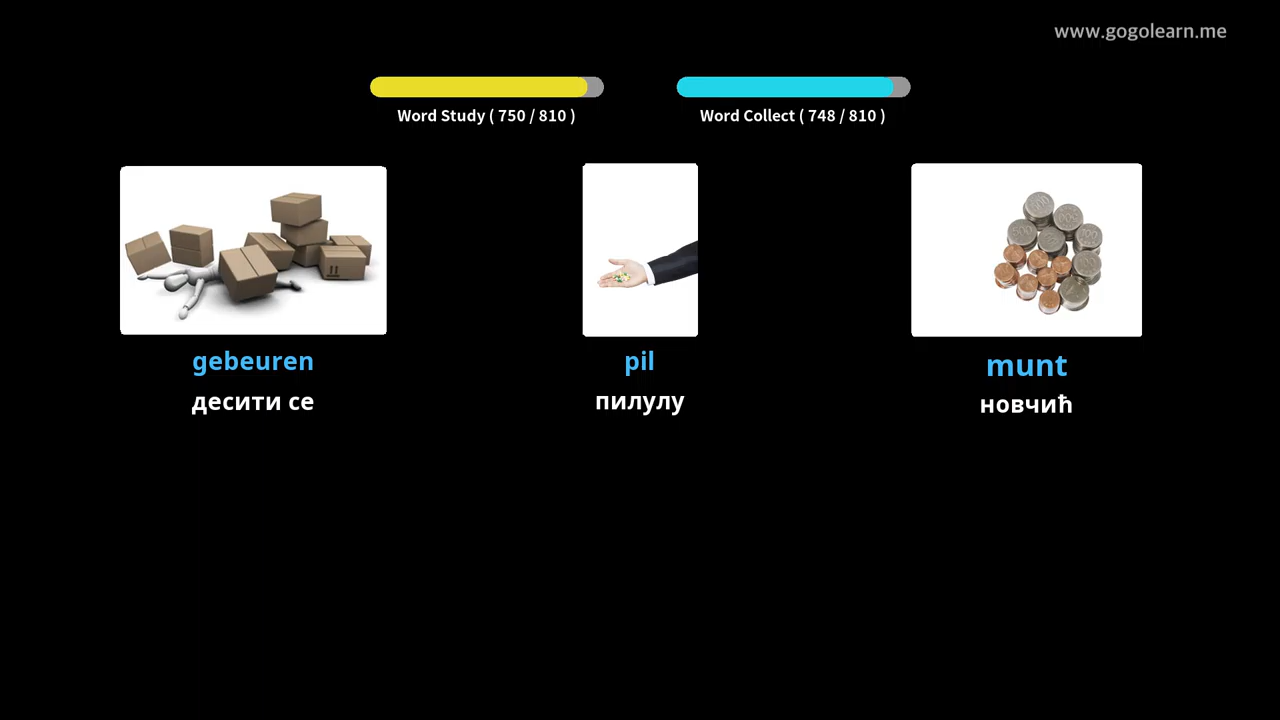 www.gogolearn.me
Word Study ( 750 / 810 )
Word Collect ( 748 / 810 )
gebeuren
десити се
pil
пилулу
munt
новчић